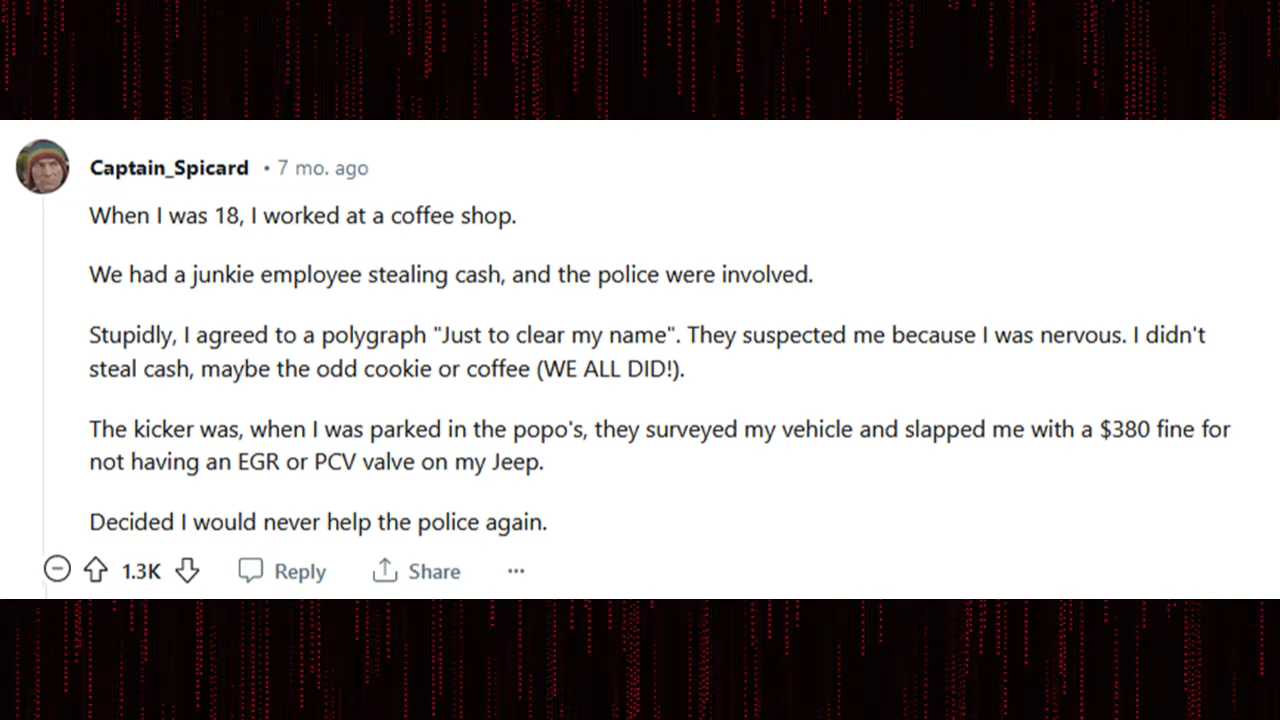 Captain_Spicard • 7 mo. ago
When I was 18, I worked at a coffee shop.
We had a junkie employee stealing cash, and the police were involved.
Stupidly, I agreed to a polygraph "Just to clear my name". They suspected me because I was nervous. I didn't
steal cash, maybe the odd cookie or coffee (WE ALL DID!).
The kicker was, when I was parked in the popo's, they surveyed my vehicle and slapped me with a $380 fine for
not having an EGR or PCV valve on my Jeep.
Decided I would never help the police again.
1.3K Reply Share ...